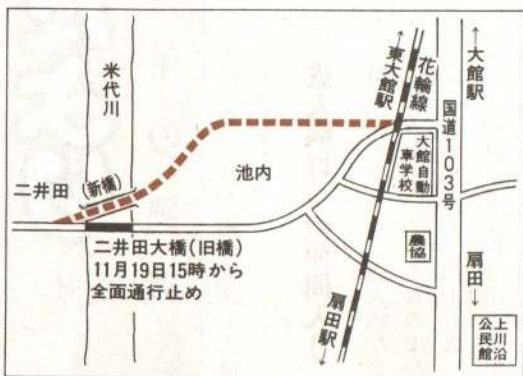 米代川
二井田
(新橋)
二井田大橋(旧橋)
11月19日15時から
全面通行止め
池内
花輪線
東大館駅
←
扇田駅
←
大館自動
車学校
農協
国道103号
←大館駅
扇田→
上川沿
公民館